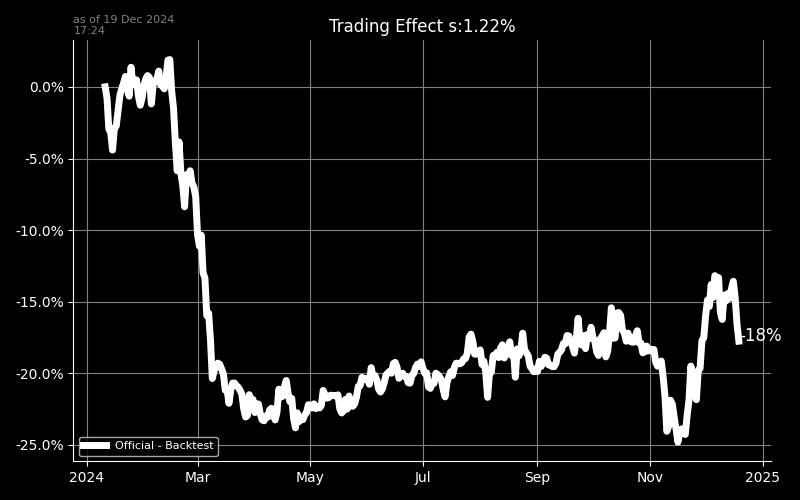 as of 19 Dec 2024
17:24
Trading Effect s:1.22%
0.0%
-5.0%
-10.0%
-15.0%
-18%
-20.0%
-25.0%
Official - Backtest
2024 Mar May Jul Sep Nov 2025